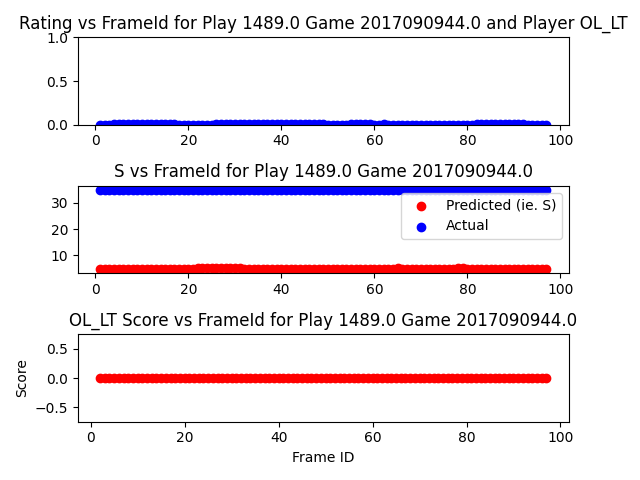 Rating vs FrameId for Play 1489.0 Game 2017090944.0 and Player OL_LT
1.0
0.5
0.0
0 20 40 60 80 100
S vs FrameId for Play 1489.0 Game 2017090944.0
30
20
10
Predicted (ie. S)
Actual
0 20 40 60 80 100
OL_LT Score vs FrameId for Play 1489.0 Game 2017090944.0
Score
0.5
0.0
−0.5
0 20 40 60 80 100
Frame ID